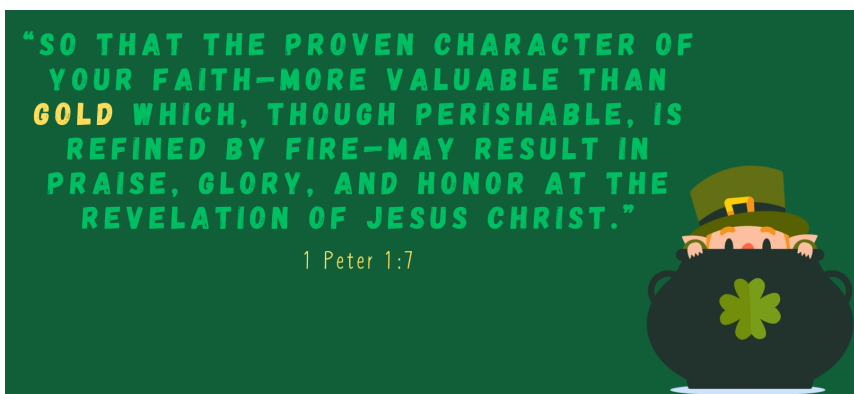 “SO THAT THE PROVEN CHARACTER OF
YOUR FAITH—MORE VALUABLE THAN
GOLD WHICH, THOUGH PERISHABLE, IS
REFINED BY FIRE—MAY RESULT IN
PRAISE, GLORY, AND HONOR AT THE
REVELATION OF JESUS CHRIST.”
1 Peter 1:7